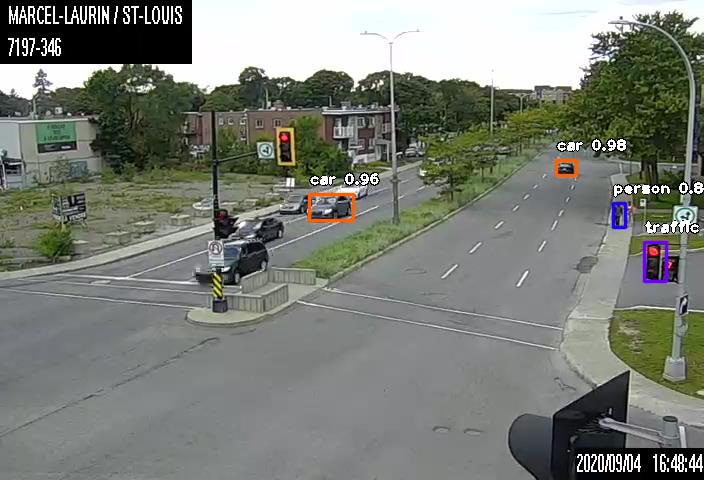 MARCEL-LAURIN / ST-LOUIS
7197-346
car 0.98
car 0.96
person 0.8
traffic
2020/09/04 16:48:44